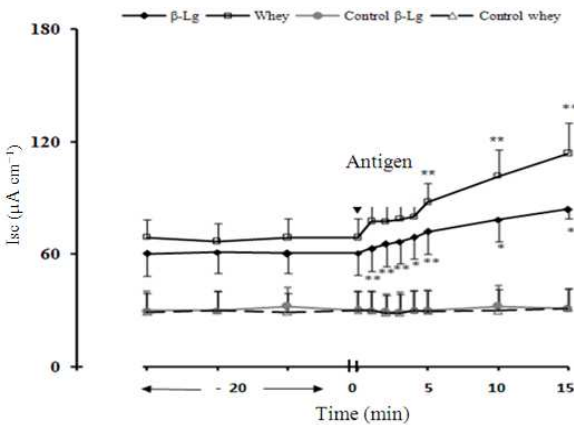 β-Lg Whey Control β-Lg Control whey
180
120
60
0
Isc (µA cm⁻¹)
Antigen
** ** **
** ** ** * ** * *
- 20 0 5 10 15
Time (min)